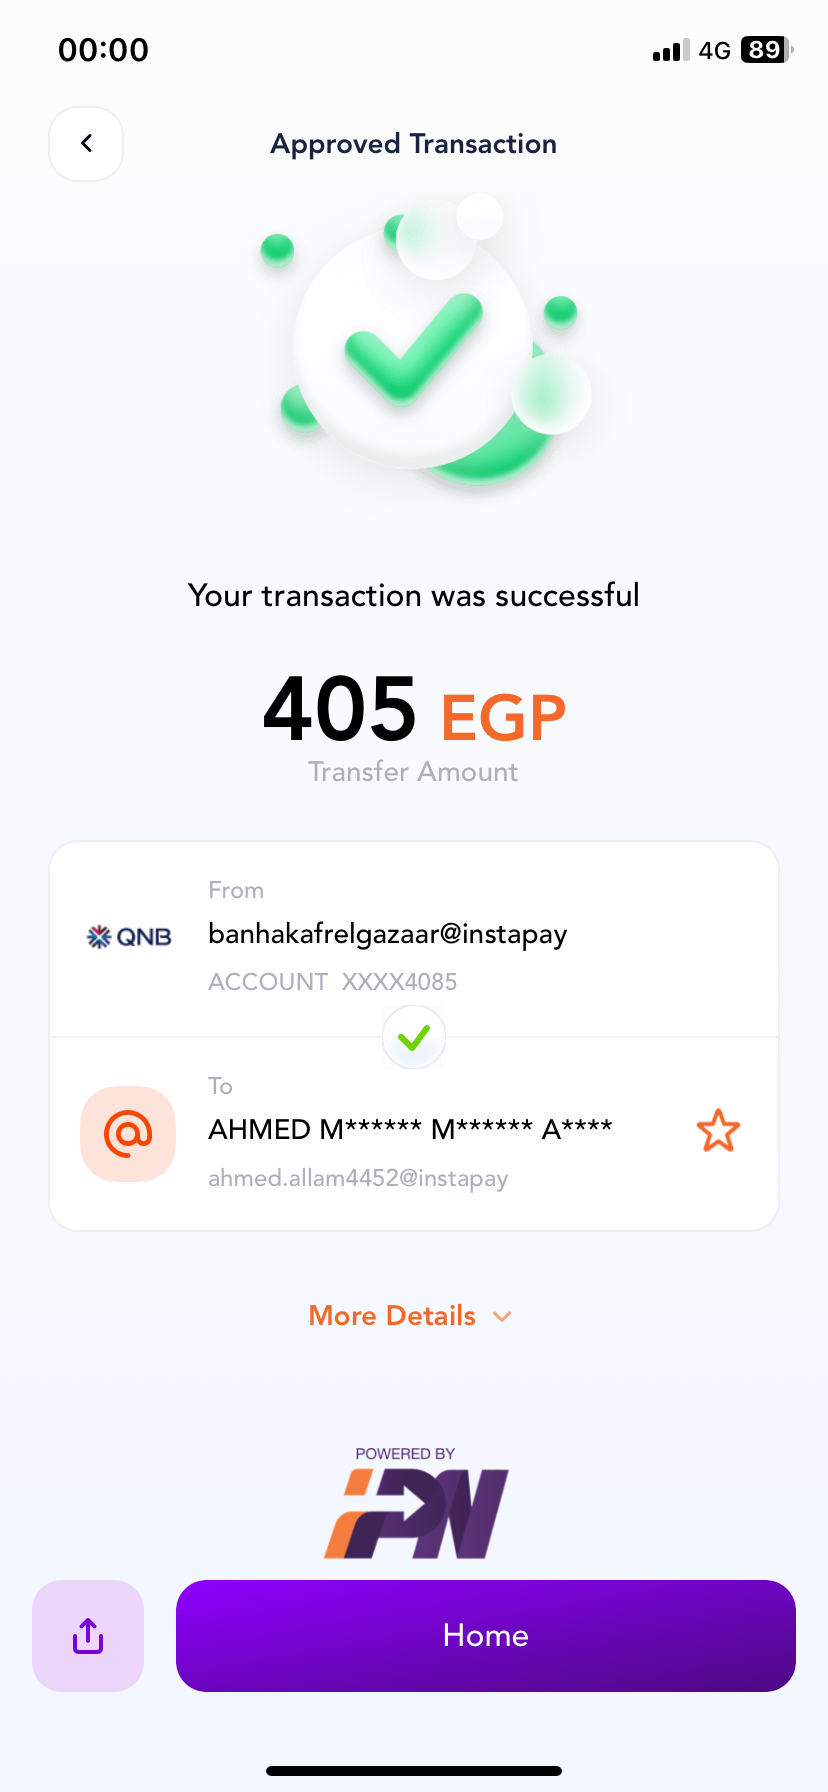 00:00
4G 89
Approved Transaction
Your transaction was successful
405 EGP
Transfer Amount
From
QNB
banhakafrelgazaar@instapay
ACCOUNT XXXX4085
To
AHMED M****** M****** A****
ahmed.allam4452@instapay
More Details
POWERED BY
IPN
Home